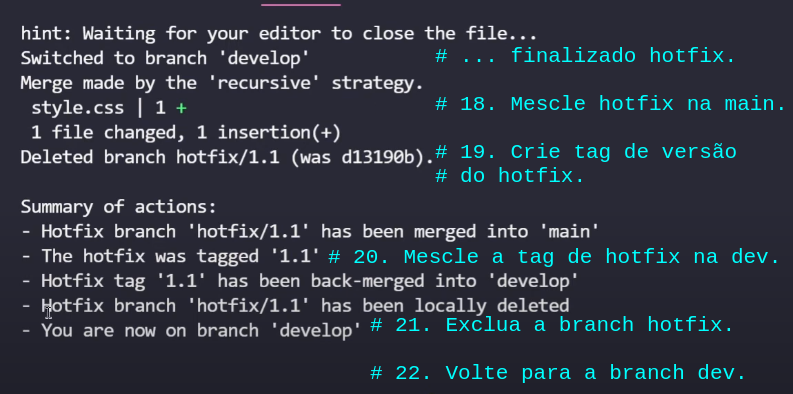 hint: Waiting for your editor to close the file...
Switched to branch 'develop'
# ... finalizado hotfix.
Merge made by the 'recursive' strategy.
style.css | 1 +
# 18. Mescle hotfix na main.
1 file changed, 1 insertion(+)
Deleted branch hotfix/1.1 (was d13190b).
# 19. Crie tag de versão
# do hotfix.
Summary of actions:
- Hotfix branch 'hotfix/1.1' has been merged into 'main'
- The hotfix was tagged '1.1'
# 20. Mescle a tag de hotfix na dev.
- Hotfix tag '1.1' has been back-merged into 'develop'
- Hotfix branch 'hotfix/1.1' has been locally deleted
- You are now on branch 'develop'
# 21. Exclua a branch hotfix.
# 22. Volte para a branch dev.